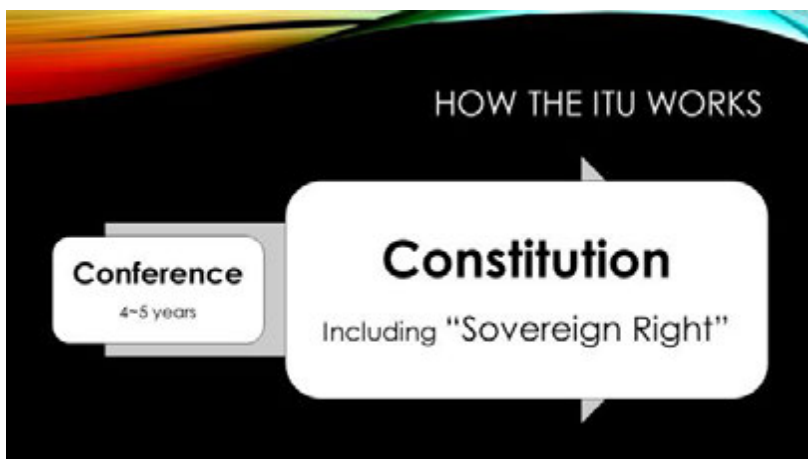 HOW THE ITU WORKS
Conference
4~5 years
Constitution
Including “Sovereign Right”